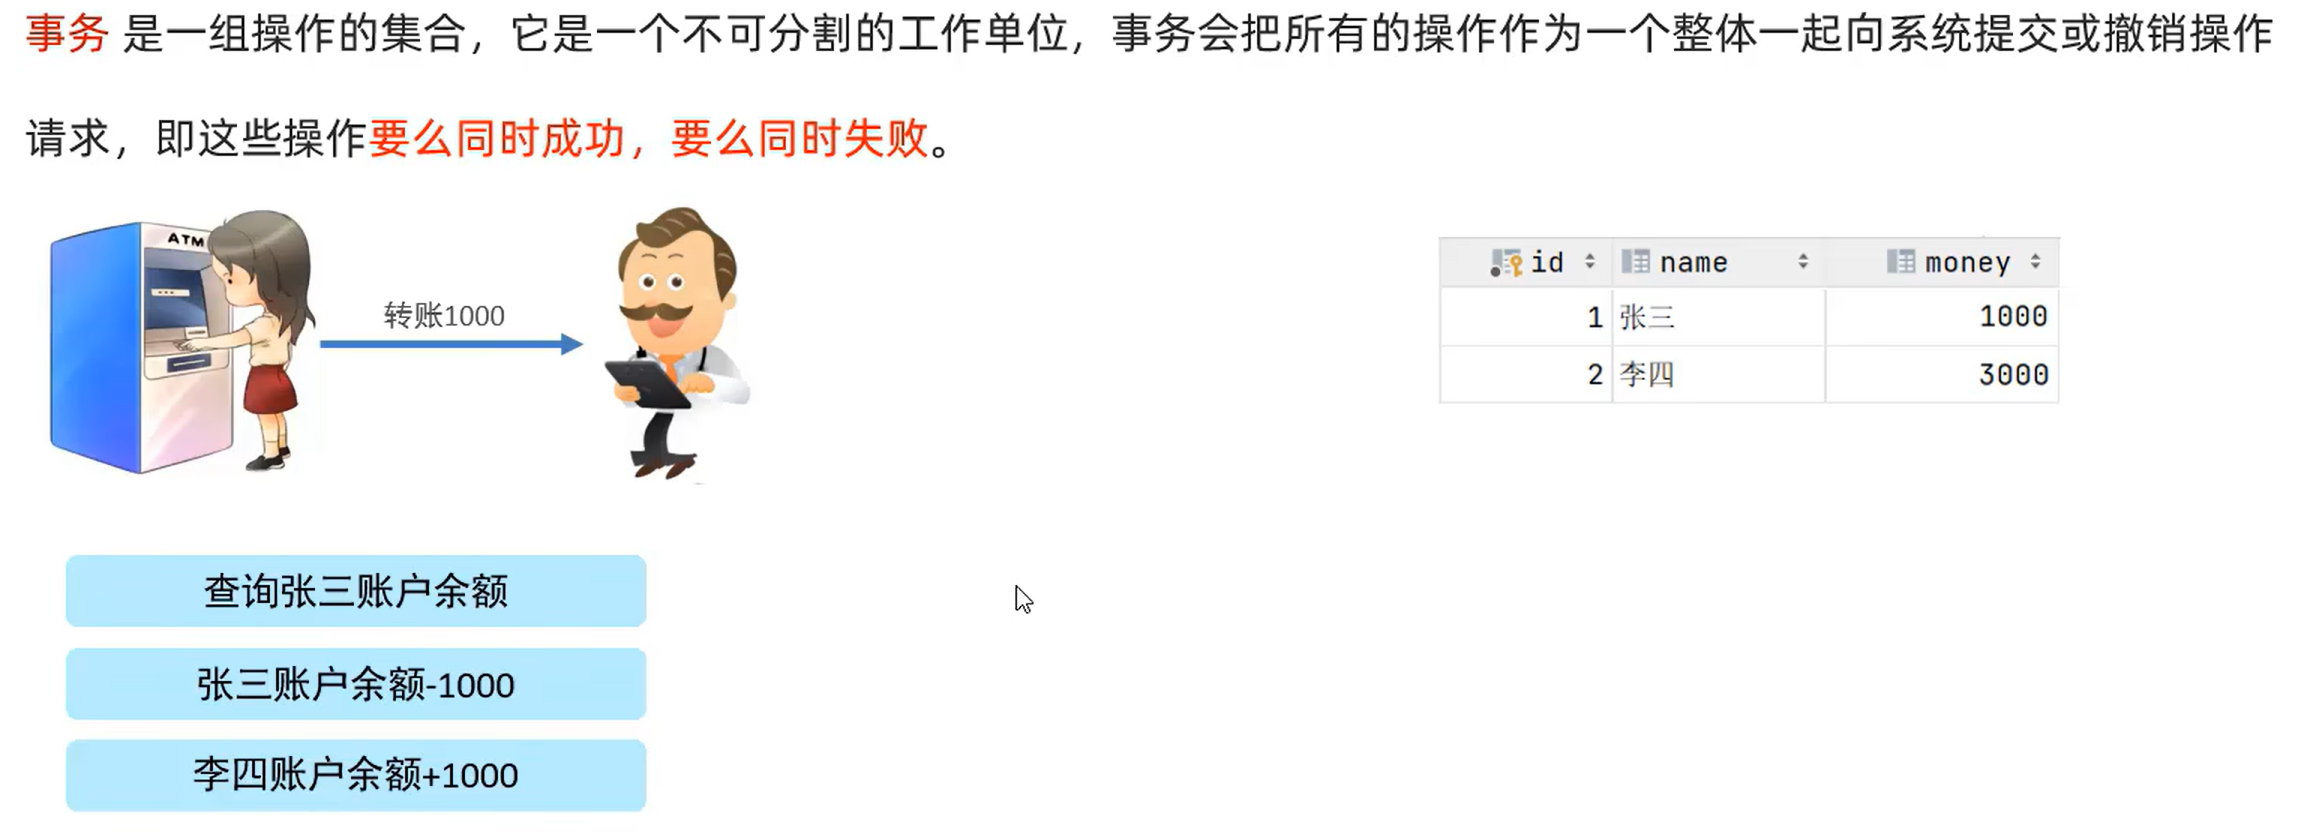 事务 是一组操作的集合，它是一个不可分割的工作单位，事务会把所有的操作作为一个整体一起向系统提交或撤销操作
请求，即这些操作要么同时成功，要么同时失败。
ATM
转账1000
id name money
1 张三 1000
2 李四 3000
查询张三账户余额
张三账户余额-1000
李四账户余额+1000